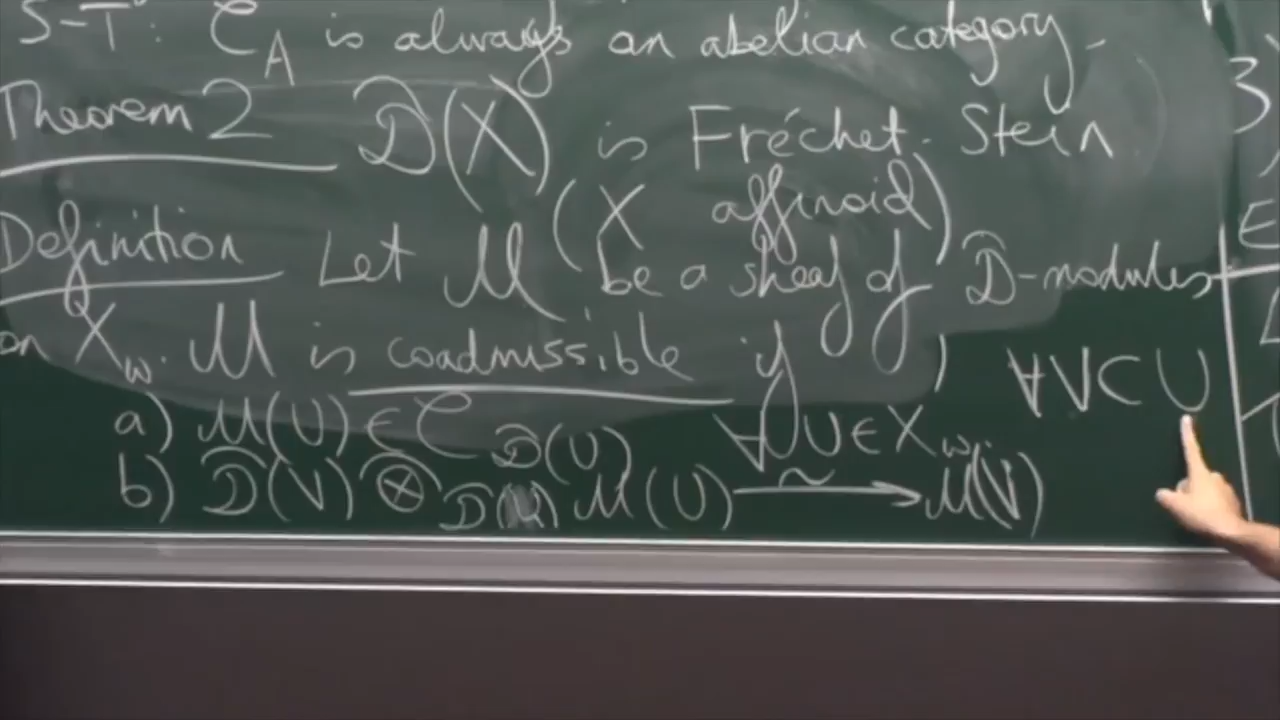 S-T: C_A is always an abelian category.
Theorem 2 D̂(X) is Fréchet-Stein
(X affinoid)
Definition Let M be a sheaf of D̂-modules
on X_w. M is coadmissible if
a) M(U) ∈ C_D̂(U) ∀ U ∈ X_w.
b) D̂(V) ⊗̂_D̂(U) M(U) ⥲ M(V) ∀ V ⊂ U
3